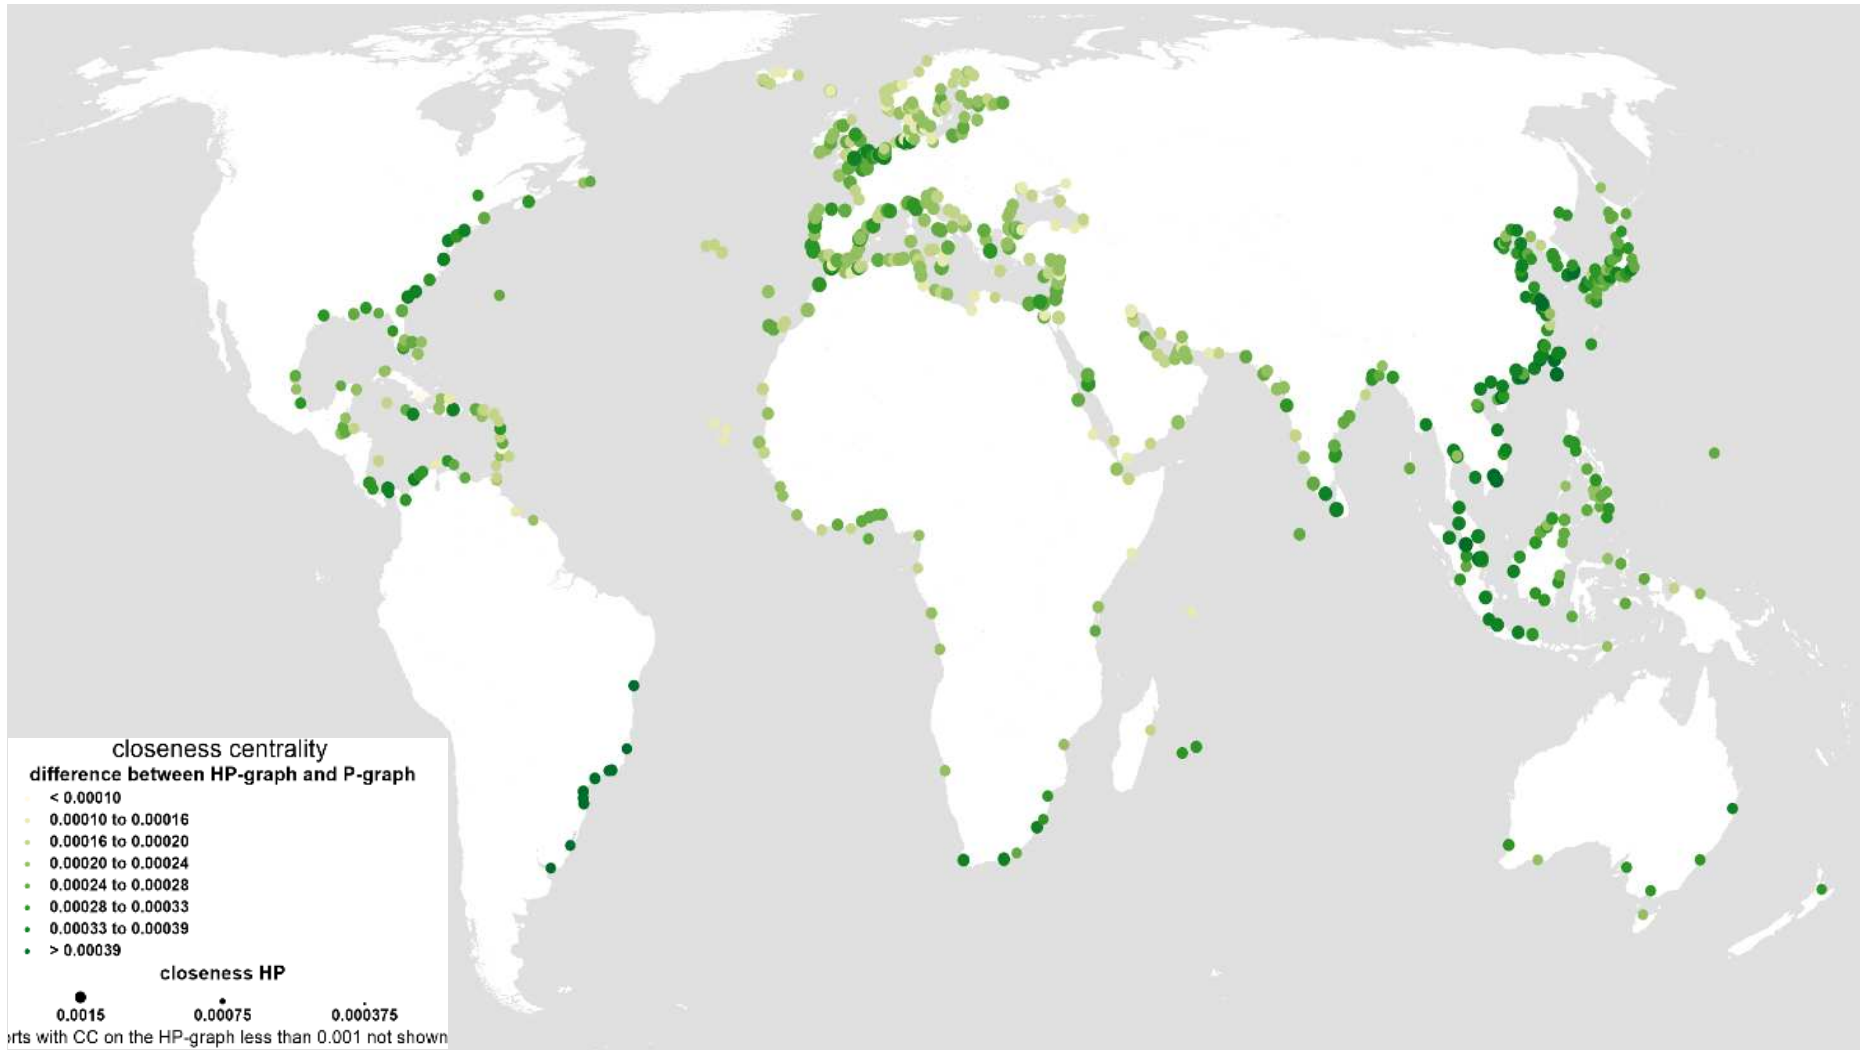 closeness centrality
difference between HP-graph and P-graph
< 0.00010
0.00010 to 0.00016
0.00016 to 0.00020
0.00020 to 0.00024
0.00024 to 0.00028
0.00028 to 0.00033
0.00033 to 0.00039
> 0.00039
closeness HP
0.0015 0.00075 0.000375
orts with CC on the HP-graph less than 0.001 not shown